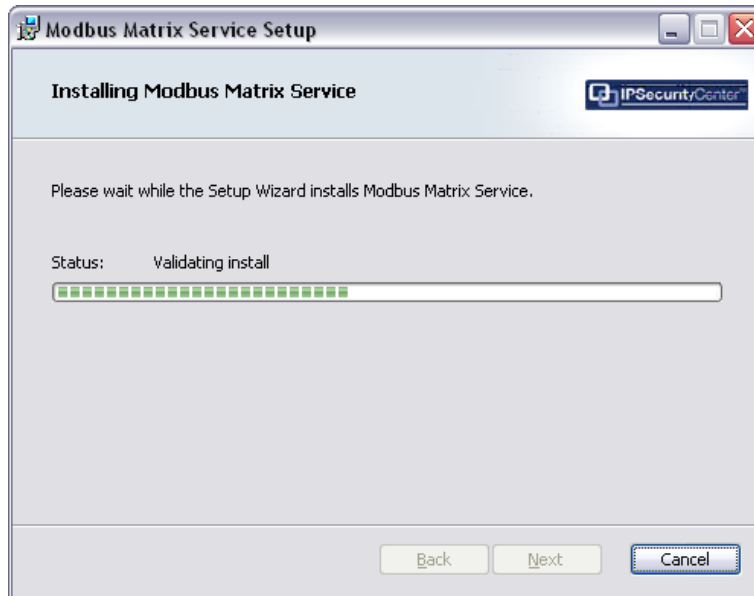 Modbus Matrix Service Setup
Installing Modbus Matrix Service
IPSecurityCenter™
Please wait while the Setup Wizard installs Modbus Matrix Service.
Status: Validating install
Back Next Cancel